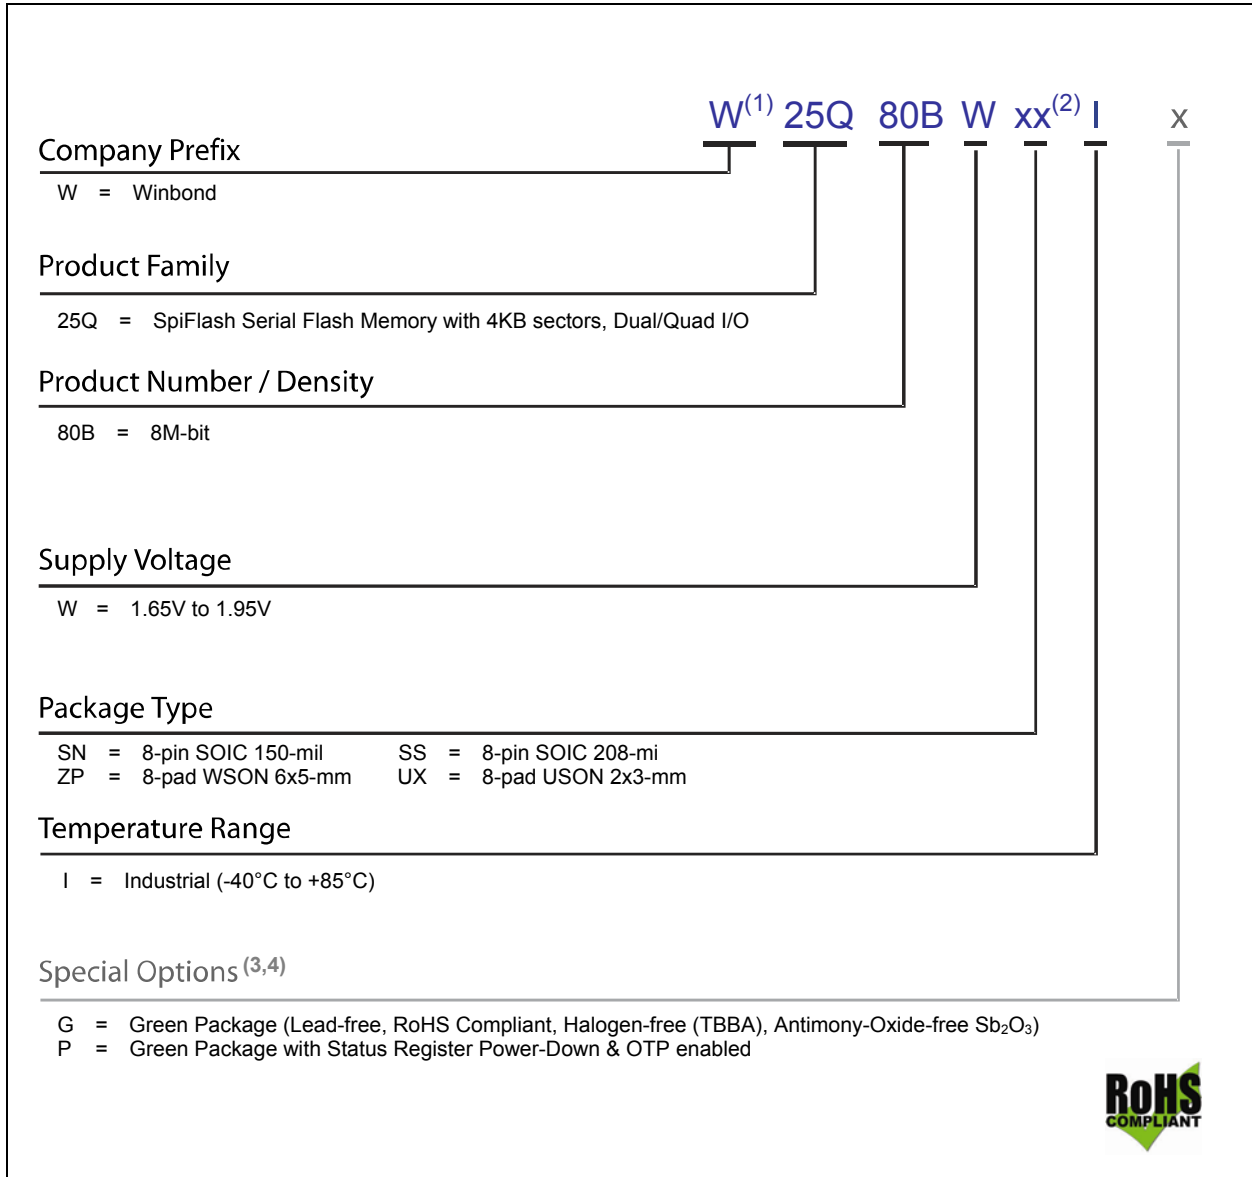 W(1) 25Q 80B W xx(2) I x
Company Prefix
W = Winbond
Product Family
25Q = SpiFlash Serial Flash Memory with 4KB sectors, Dual/Quad I/O
Product Number / Density
80B = 8M-bit
Supply Voltage
W = 1.65V to 1.95V
Package Type
SN = 8-pin SOIC 150-mil SS = 8-pin SOIC 208-mi
ZP = 8-pad WSON 6x5-mm UX = 8-pad USON 2x3-mm
Temperature Range
I = Industrial (-40°C to +85°C)
Special Options (3,4)
G = Green Package (Lead-free, RoHS Compliant, Halogen-free (TBBA), Antimony-Oxide-free Sb₂O₃)
P = Green Package with Status Register Power-Down & OTP enabled
RoHS
COMPLIANT